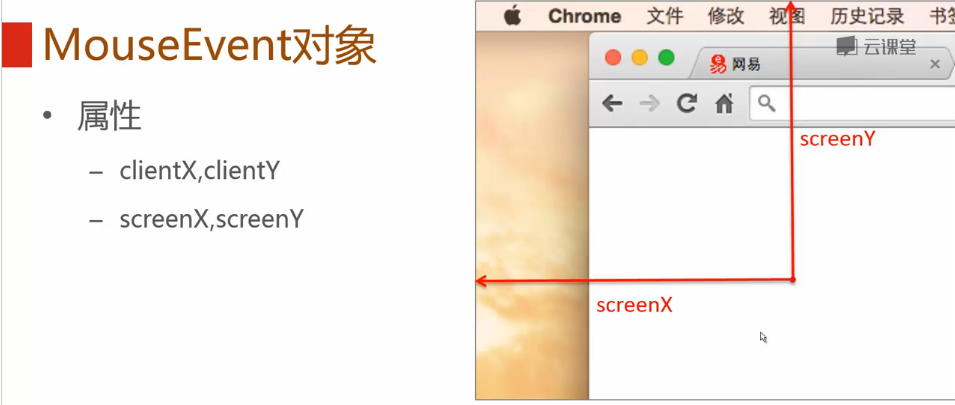 MouseEvent对象
• 属性
– clientX,clientY
– screenX,screenY
Chrome 文件 修改 视图 历史记录 书签
云课堂
网易
screenY
screenX